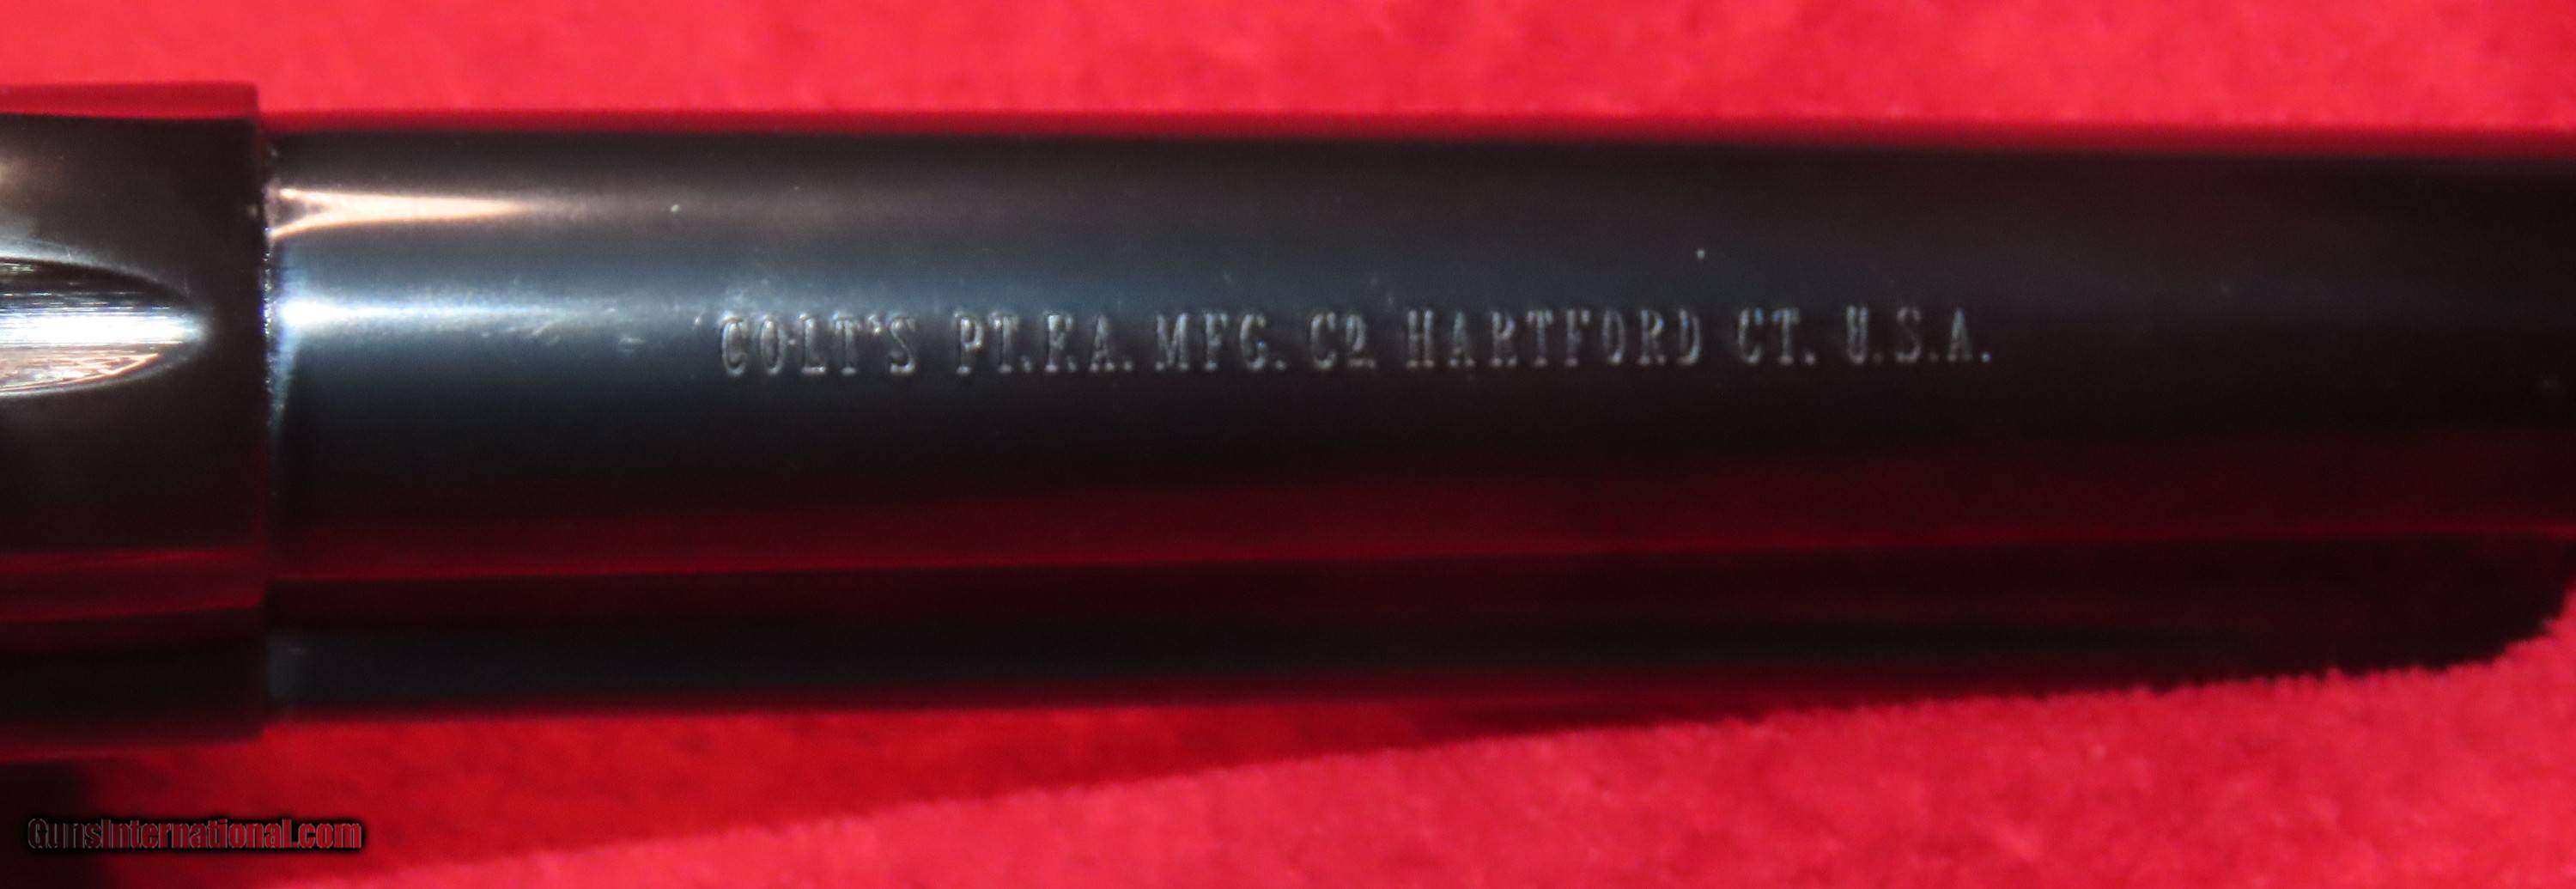 COLT'S PT.F.A. MFG. Cº HARTFORD CT. U.S.A.
GunsInternational.com